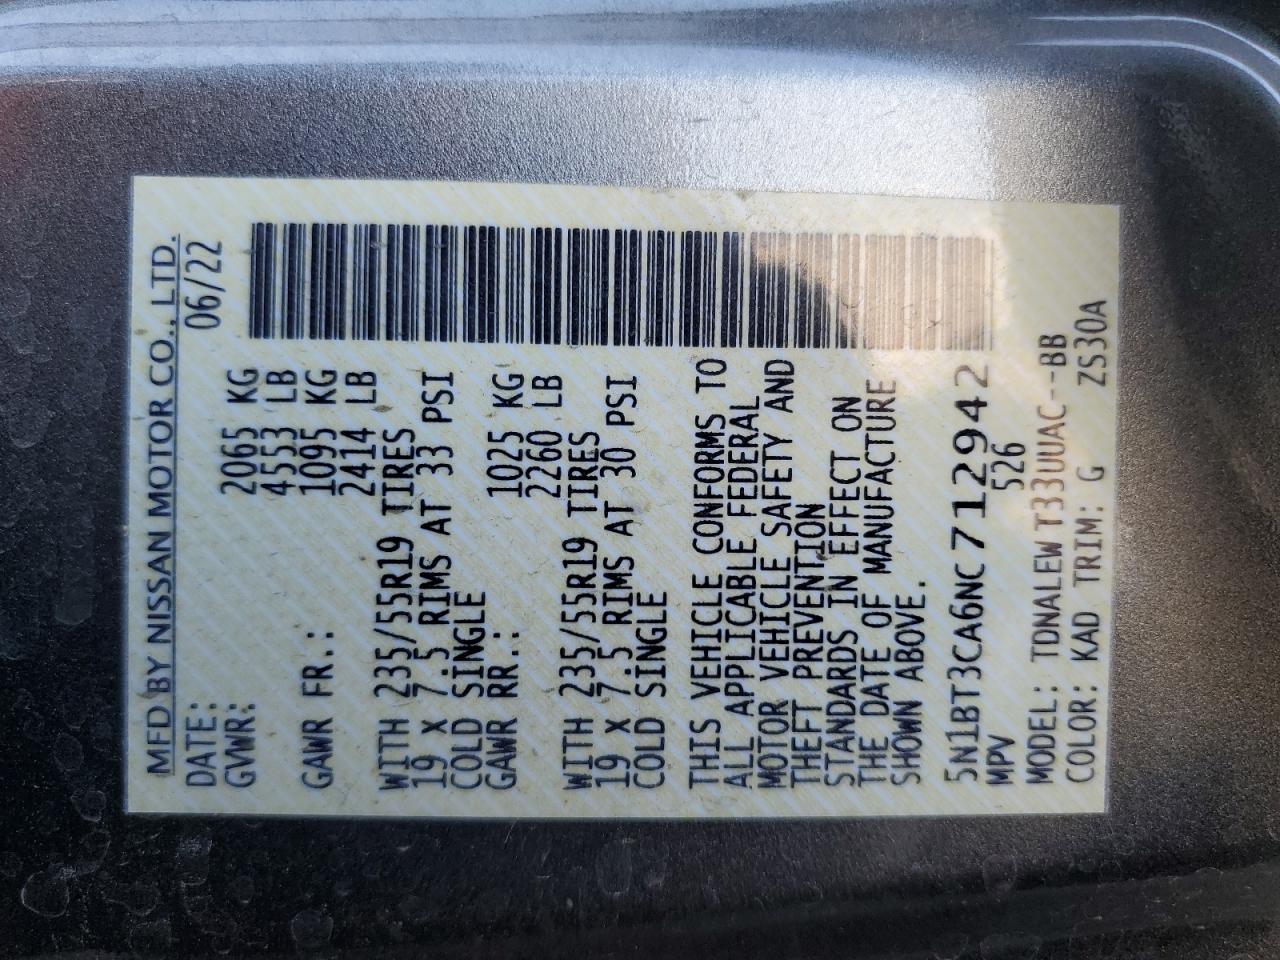 MFD BY NISSAN MOTOR CO., LTD.
DATE: 06/22
GVWR: 2065 KG
4553 LB
GAWR FR.: 1095 KG
2414 LB
WITH 235/55R19 TIRES
19 X 7.5 RIMS AT 33 PSI
COLD SINGLE
GAWR RR.: 1025 KG
2260 LB
WITH 235/55R19 TIRES
19 X 7.5 RIMS AT 30 PSI
COLD SINGLE
THIS VEHICLE CONFORMS TO
ALL APPLICABLE FEDERAL
MOTOR VEHICLE SAFETY AND
THEFT PREVENTION
STANDARDS IN EFFECT ON
THE DATE OF MANUFACTURE
SHOWN ABOVE.
5N1BT3CA6NC712942
MPV 526
MODEL: TDNALEW T33UUAC--BB
COLOR: KAD TRIM: G ZS30A